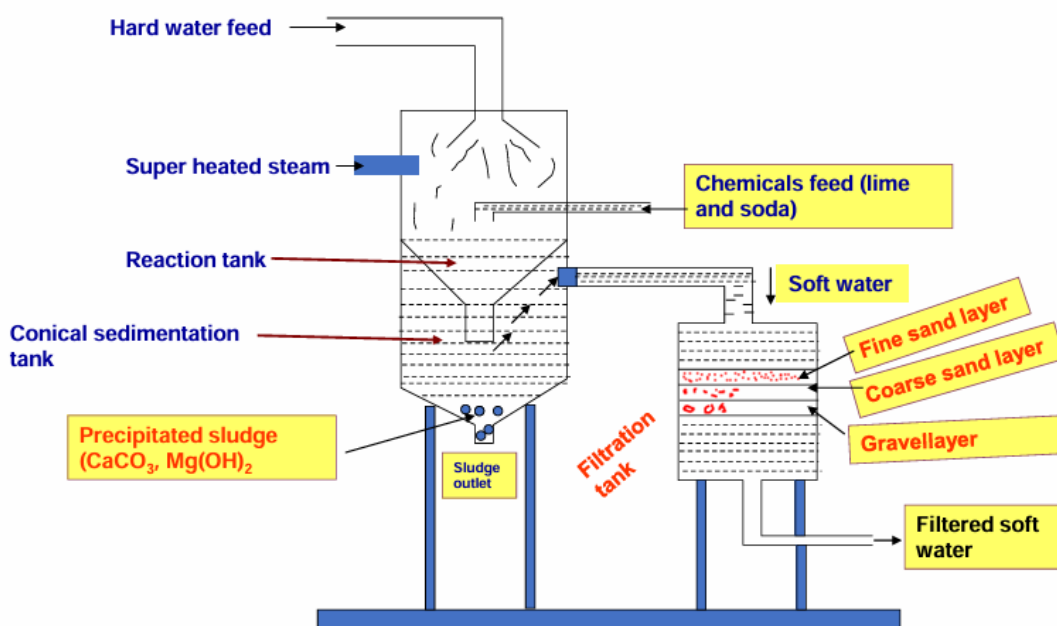 Hard water feed
Super heated steam
Chemicals feed (lime
and soda)
Reaction tank
Soft water
Conical sedimentation
tank
Fine sand layer
Coarse sand layer
Gravellayer
Precipitated sludge
(CaCO₃, Mg(OH)₂
Sludge
outlet
Filtration
tank
Filtered soft
water